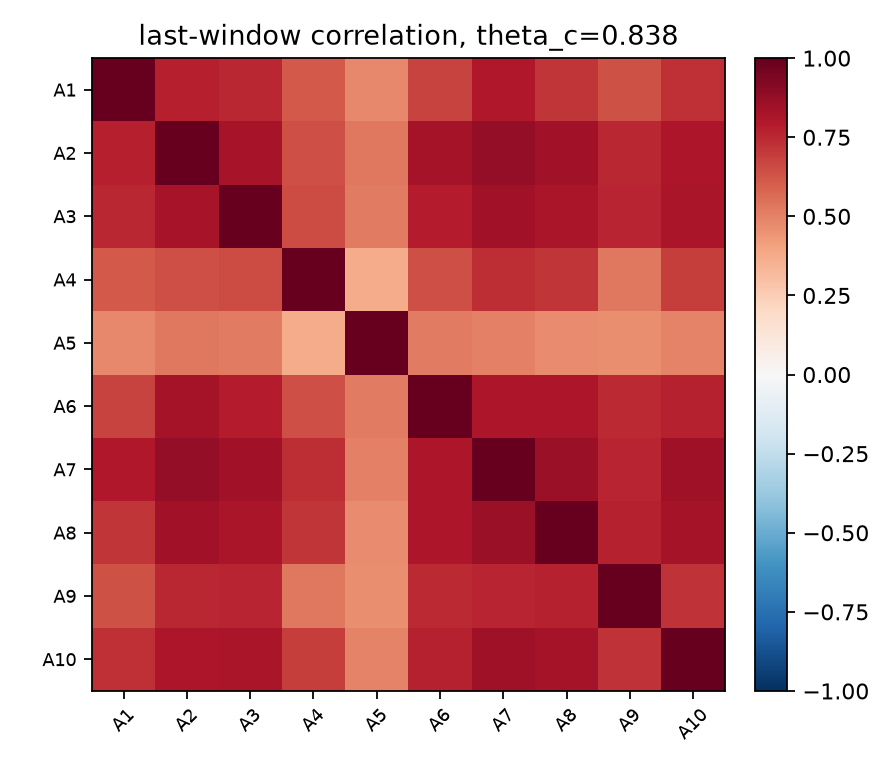 last-window correlation, theta_c=0.838
A1
A2
A3
A4
A5
A6
A7
A8
A9
A10
A1 A2 A3 A4 A5 A6 A7 A8 A9 A10
1.00
0.75
0.50
0.25
0.00
−0.25
−0.50
−0.75
−1.00